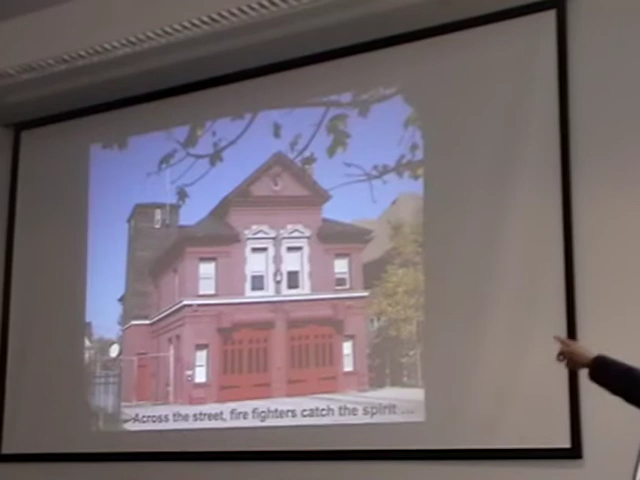 Across the street, fire fighters catch the spirit ...